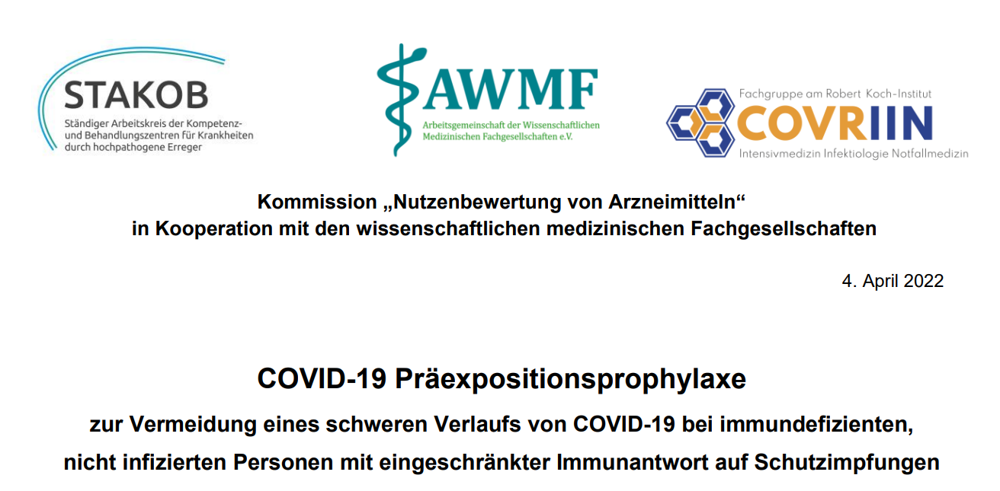 STAKOB
Ständiger Arbeitskreis der Kompetenz-
und Behandlungszentren für Krankheiten
durch hochpathogene Erreger
AWMF
Arbeitsgemeinschaft der Wissenschaftlichen
Medizinischen Fachgesellschaften e.V.
Fachgruppe am Robert Koch-Institut
COVRIIN
Intensivmedizin Infektiologie Notfallmedizin
Kommission „Nutzenbewertung von Arzneimitteln“
in Kooperation mit den wissenschaftlichen medizinischen Fachgesellschaften
4. April 2022
COVID-19 Präexpositionsprophylaxe
zur Vermeidung eines schweren Verlaufs von COVID-19 bei immundefizienten,
nicht infizierten Personen mit eingeschränkter Immunantwort auf Schutzimpfungen